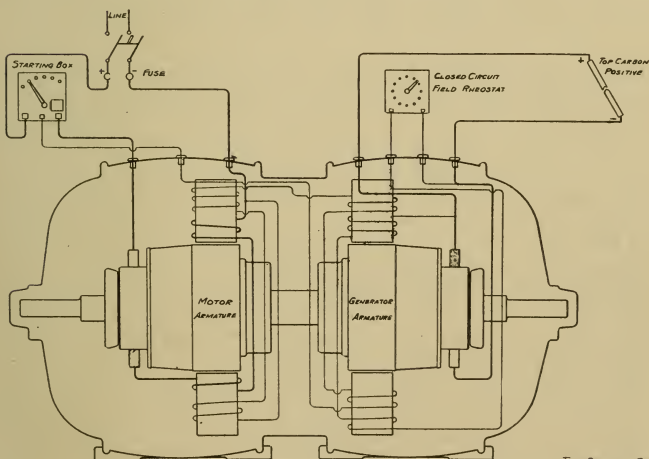 LINE
STARTING BOX
+ - FUSE
CLOSED CIRCUIT
FIELD RHEOSTAT
+
TOP CARBON
POSITIVE
-
MOTOR
ARMATURE
GENERATOR
ARMATURE